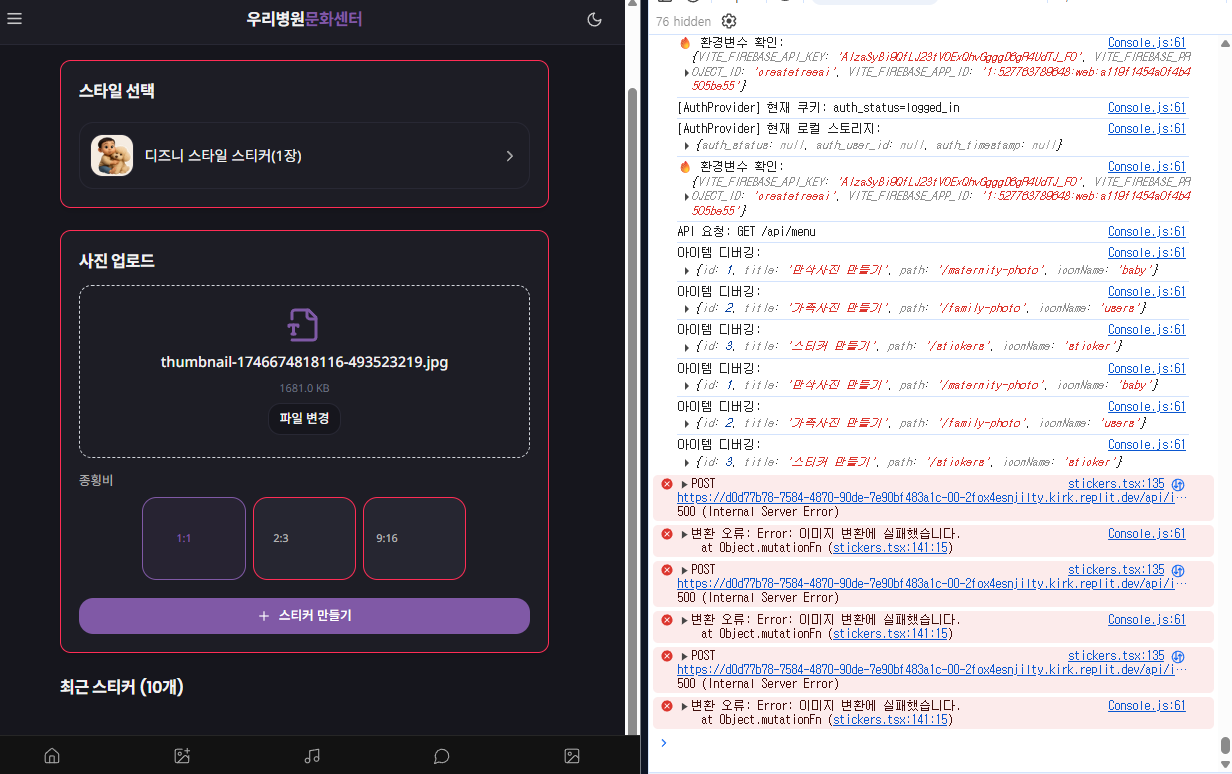 우리병원문화센터
스타일 선택
디즈니 스타일 스티커(1장)
사진 업로드
thumbnail-1746674818116-493523219.jpg
1681.0 KB
파일 변경
종횡비
1:1
2:3
9:16
+ 스티커 만들기
최근 스티커 (10개)
76 hidden
🔥 환경변수 확인: Console.js:61
{VITE_FIREBASE_API_KEY: VITE_FIREBASE_PR
OJECT_ID: 'createtreeai', VITE_FIREBASE_APP_ID:
[AuthProvider] 현재 쿠키: auth_status=logged_in Console.js:61
[AuthProvider] 현재 로컬 스토리지: Console.js:61
{auth_status: null, auth_user_id: null, auth_timestamp: null}
🔥 환경변수 확인: Console.js:61
{VITE_FIREBASE_API_KEY: VITE_FIREBASE_PR
OJECT_ID: 'createtreeai', VITE_FIREBASE_APP_ID:
API 요청: GET /api/menu Console.js:61
아이템 디버깅: Console.js:61
{id: 1, title: '만삭사진 만들기', path: '/maternity-photo', iconName: 'baby'}
아이템 디버깅: Console.js:61
{id: 2, title: '가족사진 만들기', path: '/family-photo', iconName: 'users'}
아이템 디버깅: Console.js:61
{id: 3, title: '스티커 만들기', path: '/stickers', iconName: 'sticker'}
아이템 디버깅: Console.js:61
{id: 1, title: '만삭사진 만들기', path: '/maternity-photo', iconName: 'baby'}
아이템 디버깅: Console.js:61
{id: 2, title: '가족사진 만들기', path: '/family-photo', iconName: 'users'}
아이템 디버깅: Console.js:61
{id: 3, title: '스티커 만들기', path: '/stickers', iconName: 'sticker'}
POST stickers.tsx:135
https://d0d77b78-7584-4870-90de-7e90bf483a1c-00-2fox4esnjilty.kirk.replit.dev/api/i…
500 (Internal Server Error)
변환 오류: Error: 이미지 변환에 실패했습니다. Console.js:61
at Object.mutationFn (stickers.tsx:141:15)
POST stickers.tsx:135
https://d0d77b78-7584-4870-90de-7e90bf483a1c-00-2fox4esnjilty.kirk.replit.dev/api/i…
500 (Internal Server Error)
변환 오류: Error: 이미지 변환에 실패했습니다. Console.js:61
at Object.mutationFn (stickers.tsx:141:15)
POST stickers.tsx:135
https://d0d77b78-7584-4870-90de-7e90bf483a1c-00-2fox4esnjilty.kirk.replit.dev/api/i…
500 (Internal Server Error)
변환 오류: Error: 이미지 변환에 실패했습니다. Console.js:61
at Object.mutationFn (stickers.tsx:141:15)